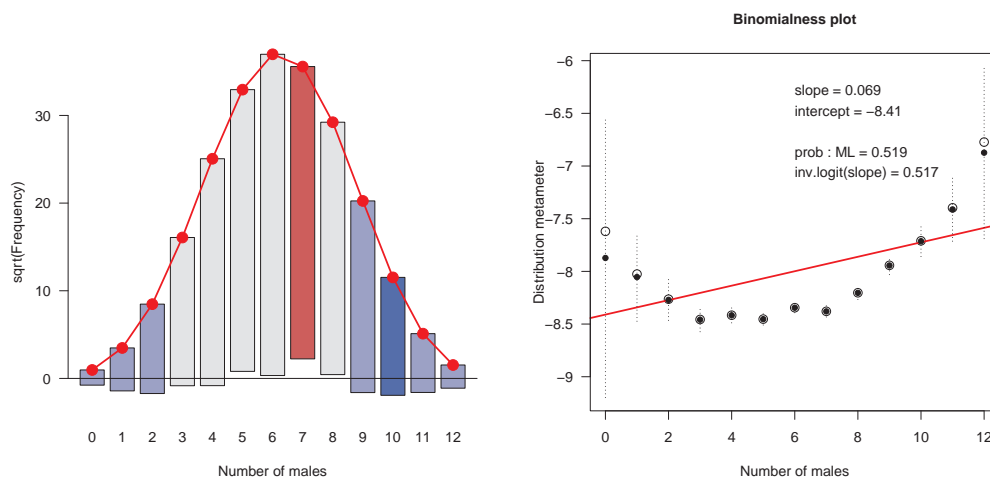 sqrt(Frequency)
30
20
10
0
0 1 2 3 4 5 6 7 8 9 10 11 12
Number of males
Binomialness plot
Distribution metameter
−6
−6.5
−7
−7.5
−8
−8.5
−9
slope = 0.069
intercept = −8.41
prob : ML = 0.519
inv.logit(slope) = 0.517
0 2 4 6 8 10 12
Number of males